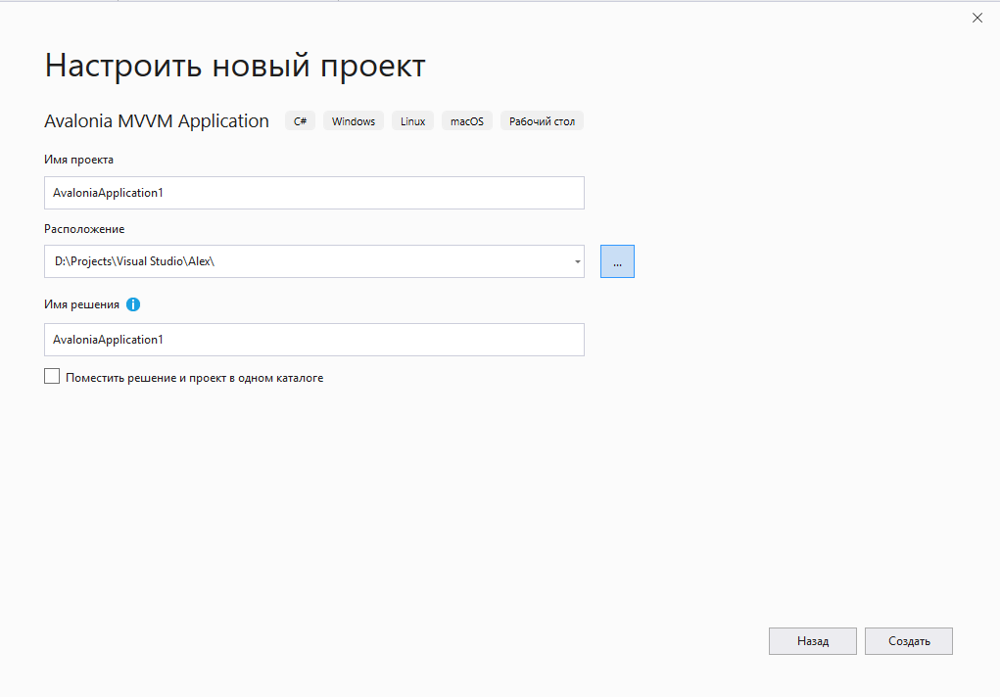 Настроить новый проект
Avalonia MVVM Application C# Windows Linux macOS Рабочий стол
Имя проекта
AvaloniaApplication1
Расположение
D:\Projects\Visual Studio\Alex\ ...
Имя решения
AvaloniaApplication1
Поместить решение и проект в одном каталоге
Назад Создать